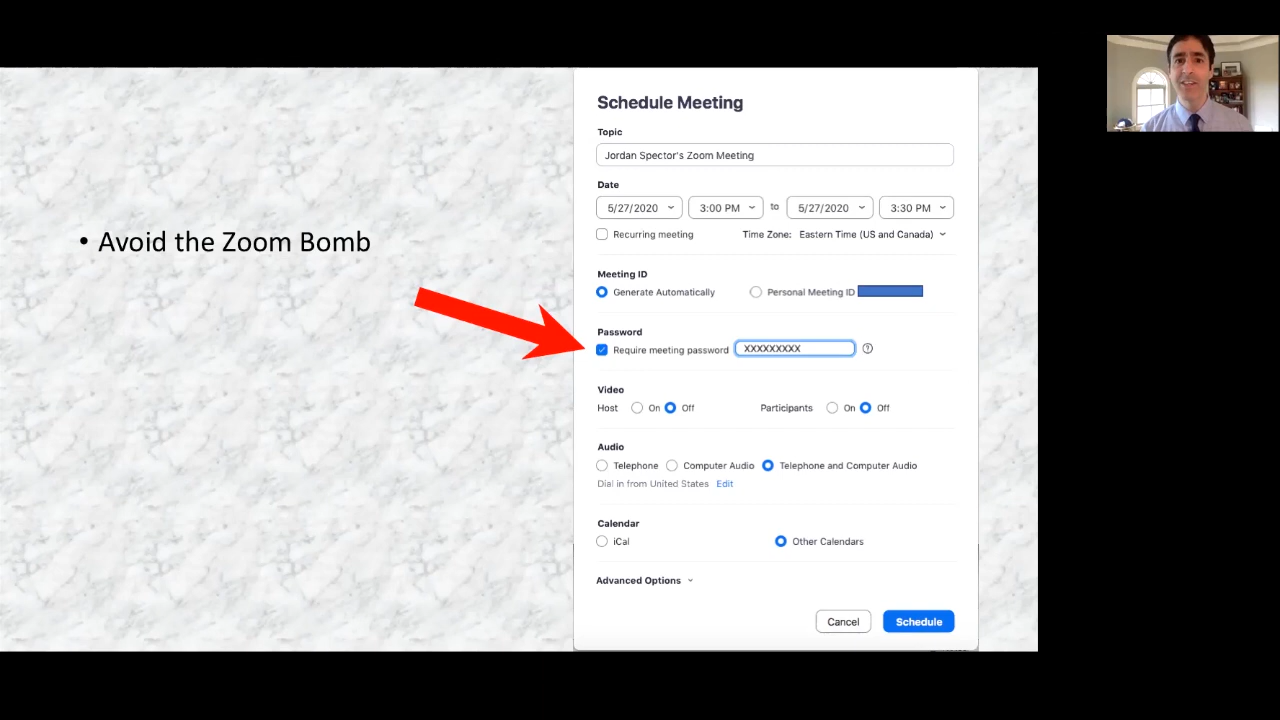 • Avoid the Zoom Bomb
Schedule Meeting
Topic
Jordan Spector's Zoom Meeting
Date
5/27/2020 3:00 PM to 5/27/2020 3:30 PM
Recurring meeting Time Zone: Eastern Time (US and Canada)
Meeting ID
Generate Automatically Personal Meeting ID
Password
Require meeting password XXXXXXXXX
Video
Host On Off Participants On Off
Audio
Telephone Computer Audio Telephone and Computer Audio
Dial in from United States Edit
Calendar
iCal Other Calendars
Advanced Options
Cancel Schedule